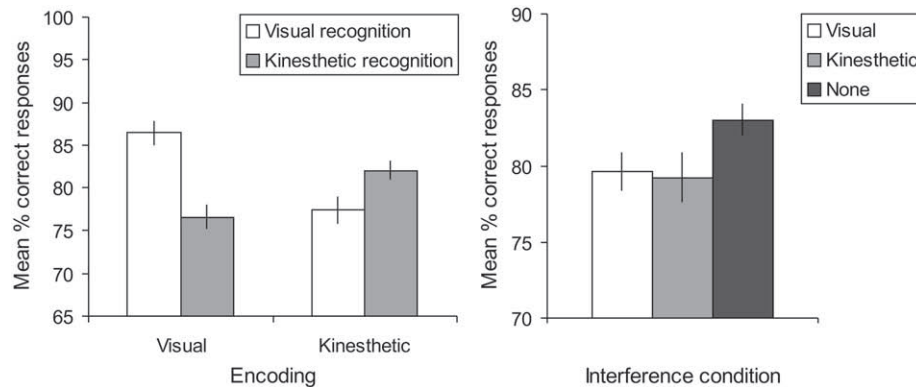 100
95
90
85
80
75
70
65
Mean % correct responses
Visual recognition
Kinesthetic recognition
Visual
Kinesthetic
Encoding
90
85
80
75
70
Mean % correct responses
Visual
Kinesthetic
None
Interference condition